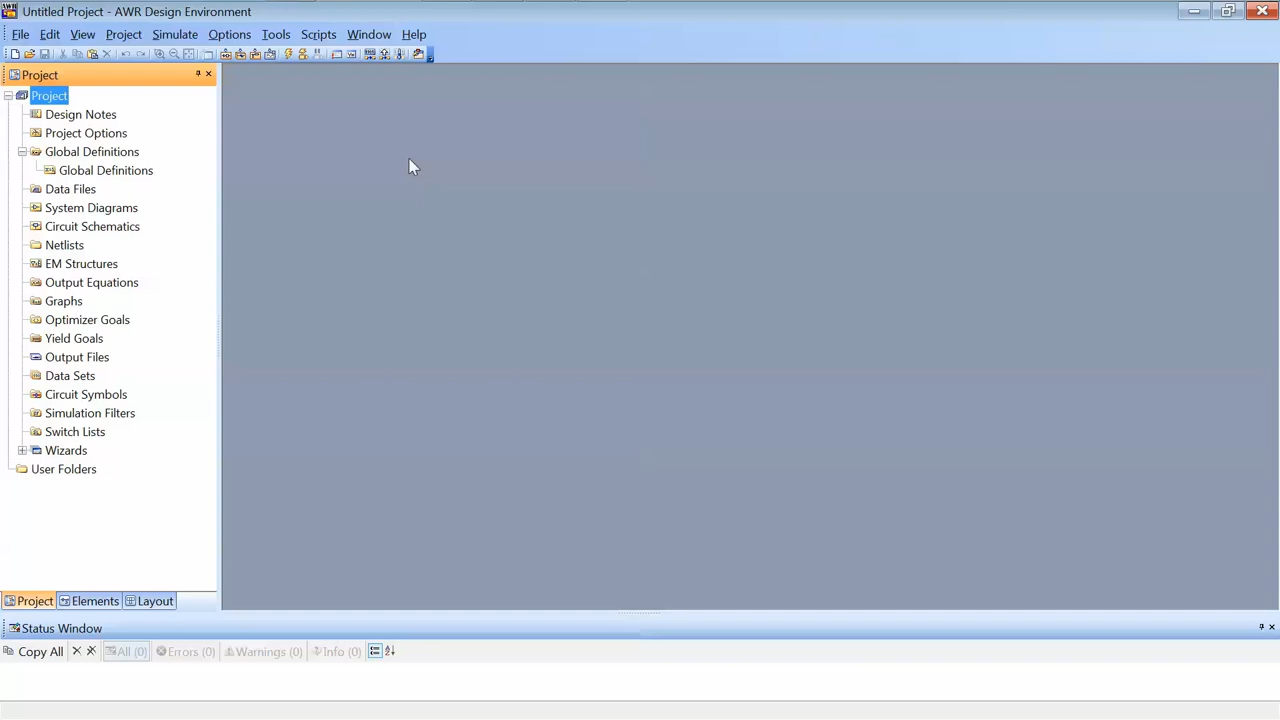 Untitled Project - AWR Design Environment
File Edit View Project Simulate Options Tools Scripts Window Help
Project
Project
Design Notes
Project Options
Global Definitions
Global Definitions
Data Files
System Diagrams
Circuit Schematics
Netlists
EM Structures
Output Equations
Graphs
Optimizer Goals
Yield Goals
Output Files
Data Sets
Circuit Symbols
Simulation Filters
Switch Lists
Wizards
User Folders
Project Elements Layout
Status Window
Copy All All (0) Errors (0) Warnings (0) Info (0)